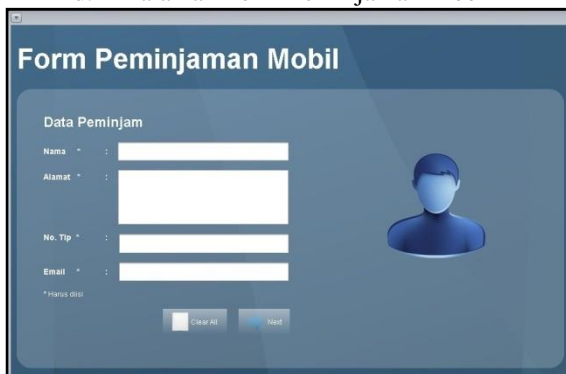 Form Peminjaman Mobil
Data Peminjam
Nama * :
Alamat * :
No. Tlp * :
Email * :
* Harus diisi
Clear All
Next